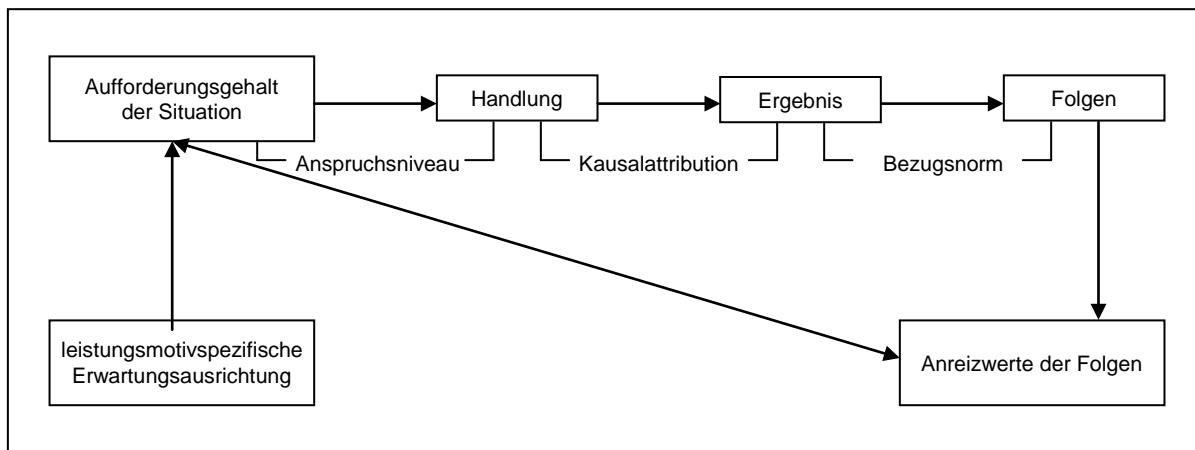 Aufforderungsgehalt
der Situation
Handlung
Ergebnis
Folgen
Anspruchsniveau
Kausalattribution
Bezugsnorm
leistungsmotivspezifische
Erwartungsausrichtung
Anreizwerte der Folgen